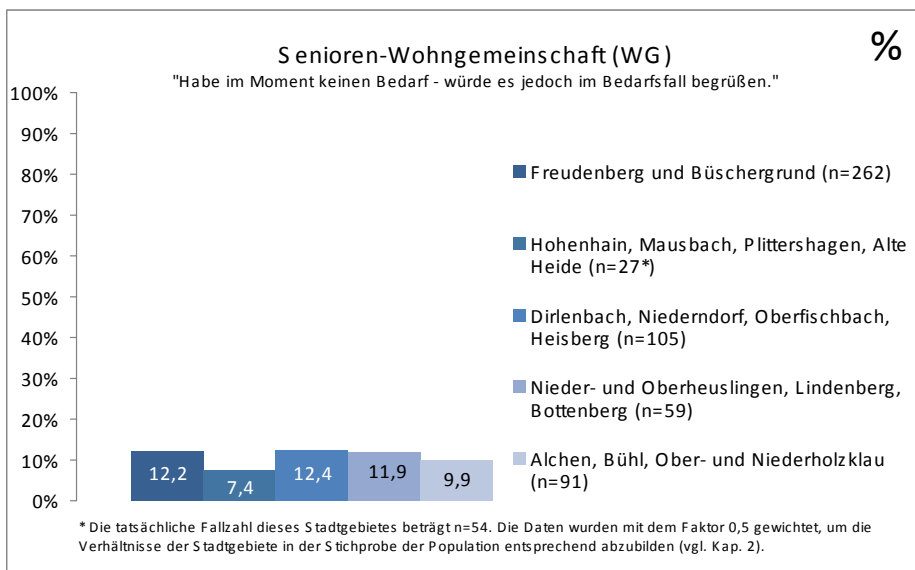 Senioren-Wohngemeinschaft (WG)
%
"Habe im Moment keinen Bedarf - würde es jedoch im Bedarfsfall begrüßen."
100%
90%
80%
70%
60%
50%
40%
30%
20%
10%
0%
12,2
7,4
12,4
11,9
9,9
Freudenberg und Büschergrund (n=262)
Hohenhain, Mausbach, Plittershagen, Alte
Heide (n=27*)
Dirlenbach, Niederndorf, Oberfischbach,
Heisberg (n=105)
Nieder- und Oberheuslingen, Lindenberg,
Bottenberg (n=59)
Alchen, Bühl, Ober- und Niederholzklau
(n=91)
* Die tatsächliche Fallzahl dieses Stadtgebietes beträgt n=54. Die Daten wurden mit dem Faktor 0,5 gewichtet, um die
Verhältnisse der Stadtgebiete in der Stichprobe der Population entsprechend abzubilden (vgl. Kap. 2).